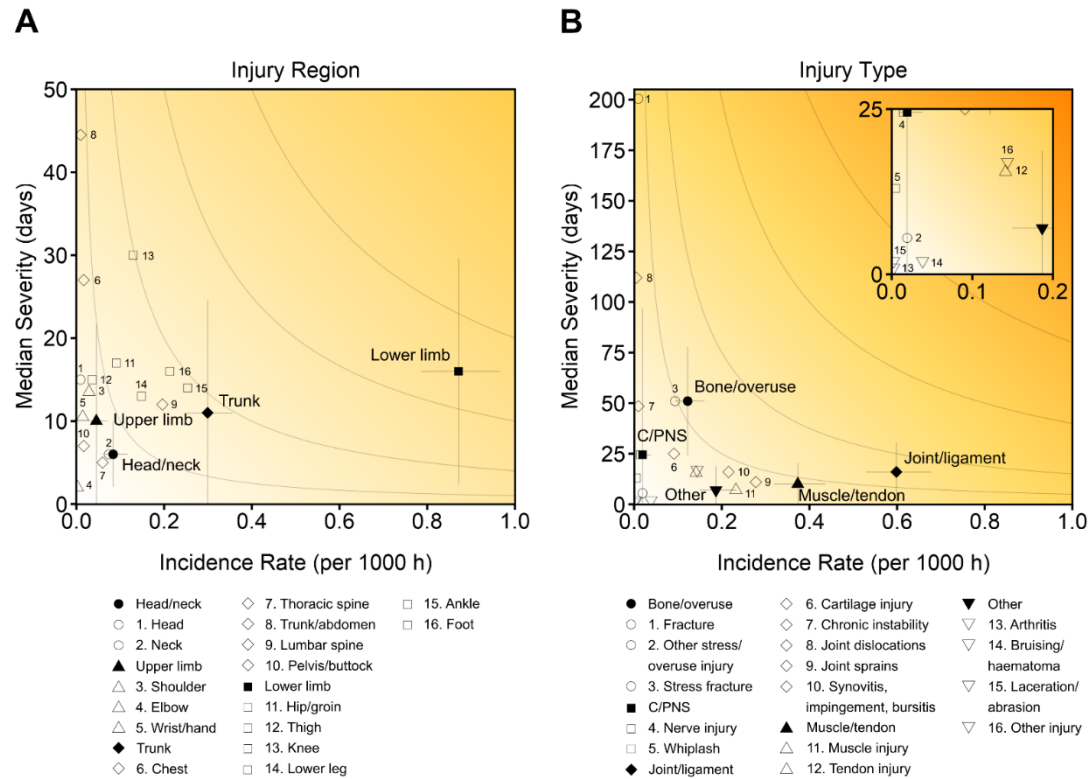 A
B
Injury Region
Injury Type
Median Severity (days)
50
40
30
20
10
0
0.0
0.2
0.4
0.6
0.8
1.0
Incidence Rate (per 1000 h)
8
6
13
11
16
1
12
3
14
15
5
9
10
2
7
4
Lower limb
Trunk
Upper limb
Head/neck
Median Severity (days)
200
175
150
125
100
75
50
25
0
0.0
0.2
0.4
0.6
0.8
1.0
Incidence Rate (per 1000 h)
1
8
3
Bone/overuse
7
C/PNS
6
10
9
11
Joint/ligament
Other
Muscle/tendon
25
0
0.0
0.1
0.2
4
16
12
5
2
15
13
14
Head/neck
1. Head
2. Neck
Upper limb
3. Shoulder
4. Elbow
5. Wrist/hand
Trunk
6. Chest
7. Thoracic spine
8. Trunk/abdomen
9. Lumbar spine
10. Pelvis/buttock
Lower limb
11. Hip/groin
12. Thigh
13. Knee
14. Lower leg
15. Ankle
16. Foot
Bone/overuse
1. Fracture
2. Other stress/
overuse injury
3. Stress fracture
C/PNS
4. Nerve injury
5. Whiplash
Joint/ligament
6. Cartilage injury
7. Chronic instability
8. Joint dislocations
9. Joint sprains
10. Synovitis,
impingement, bursitis
Muscle/tendon
11. Muscle injury
12. Tendon injury
Other
13. Arthritis
14. Bruising/
haematoma
15. Laceration/
abrasion
16. Other injury